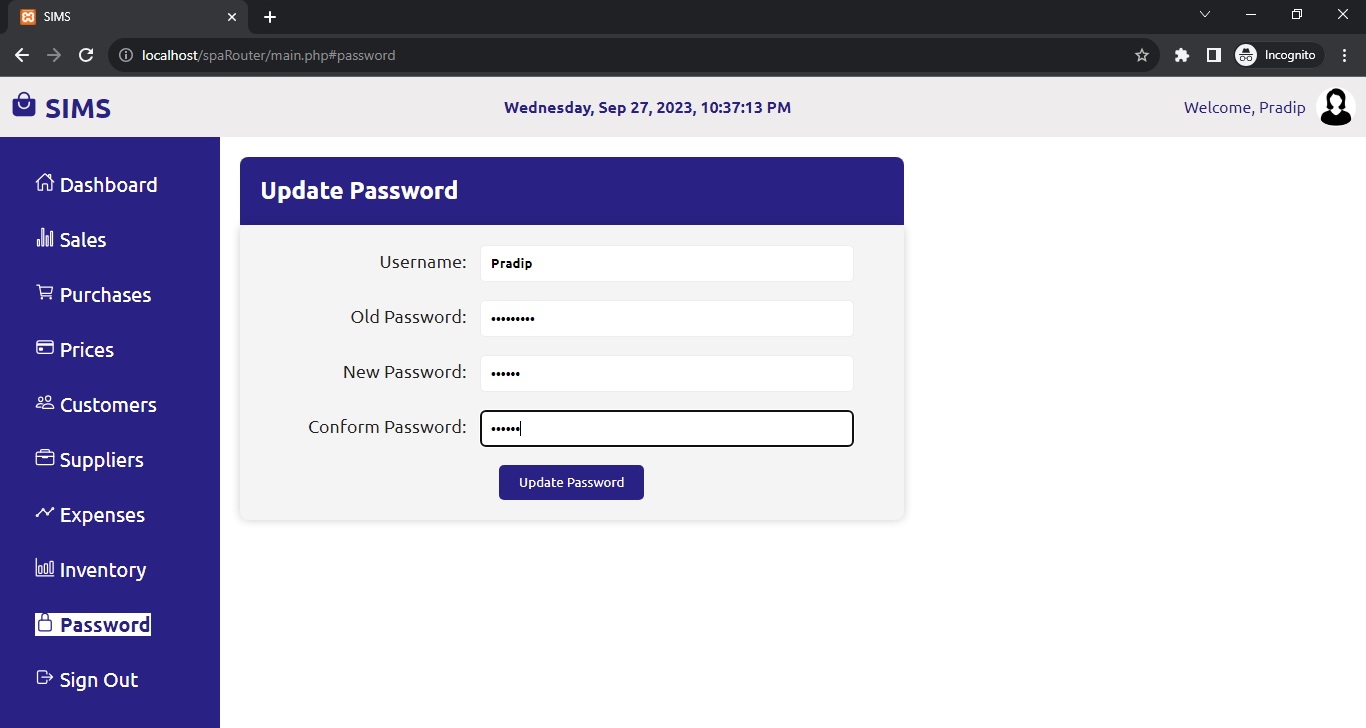 SIMS
localhost/spaRouter/main.php#password
Incognito
SIMS
Wednesday, Sep 27, 2023, 10:37:13 PM
Welcome, Pradip
Dashboard
Sales
Purchases
Prices
Customers
Suppliers
Expenses
Inventory
Password
Sign Out
Update Password
Username: Pradip
Old Password: •••••••••
New Password: ••••••
Conform Password: ••••••
Update Password